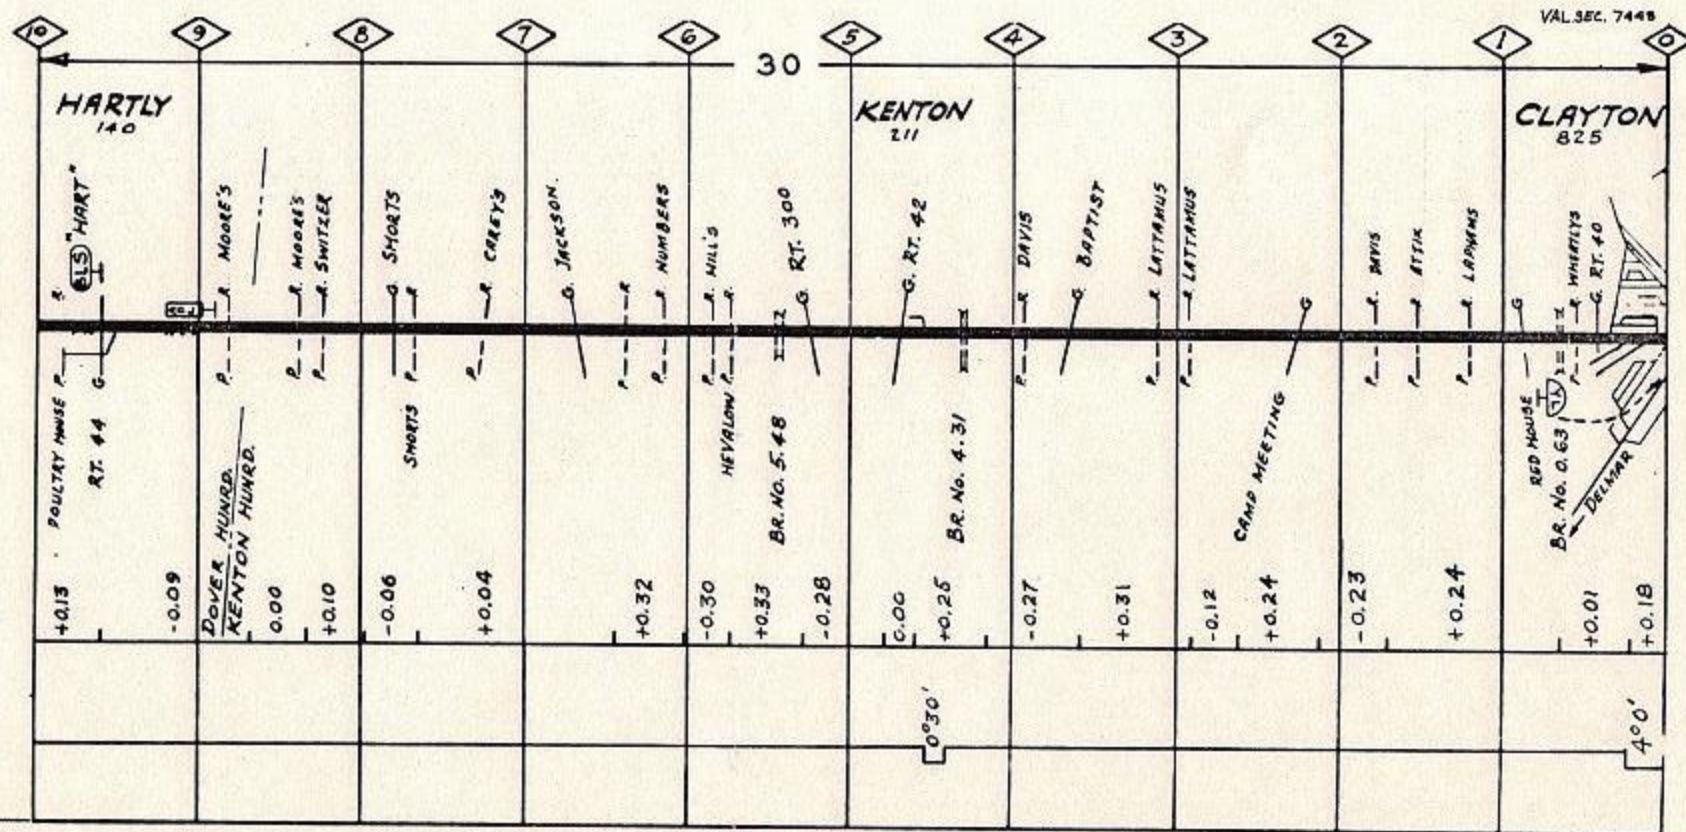 VAL. SEC. 7448
10 9 8 7 6 5 4 3 2 1 0
30
HARTLY
140
KENTON
211
CLAYTON
825
R.
BLS
"HART"
R. MOORE'S
R. MOORE'S
R. SWITZER
G SHORTS
R
R. CAREY'S
G. JACKSON.
R
R. NUMBERS
R. HILL'S
R.
G. RT. 300
G. RT. 42
R DAVIS
G BAPTIST
R LATTAMUS
R LATTAMUS
G
R. DAVIS
R ATIX
R LAPHAMS
G
R WHEATLYS
G. RT. 40
POULTRY HOUSE P.
RT. 44 G
P.
P.
P.
SHORTS P
P
P.
P.
P.
HEVALOW P.
BR. NO. 5.48
BR. NO. 4.31
P.
P.
P.
CAMP MEETING
P.
P.
P.
RED HOUSE
P
BR. NO. 0.63
DELMAR
DOVER HUNRD.
KENTON HUNRD.
+0.13 -0.09 0.00 +0.10 -0.06 +0.04 +0.32 -0.30 +0.33 -0.28 0.00 +0.25 -0.27 +0.31 -0.12 +0.24 -0.23 +0.24 +0.01 +0.18
0°30' 4°0'